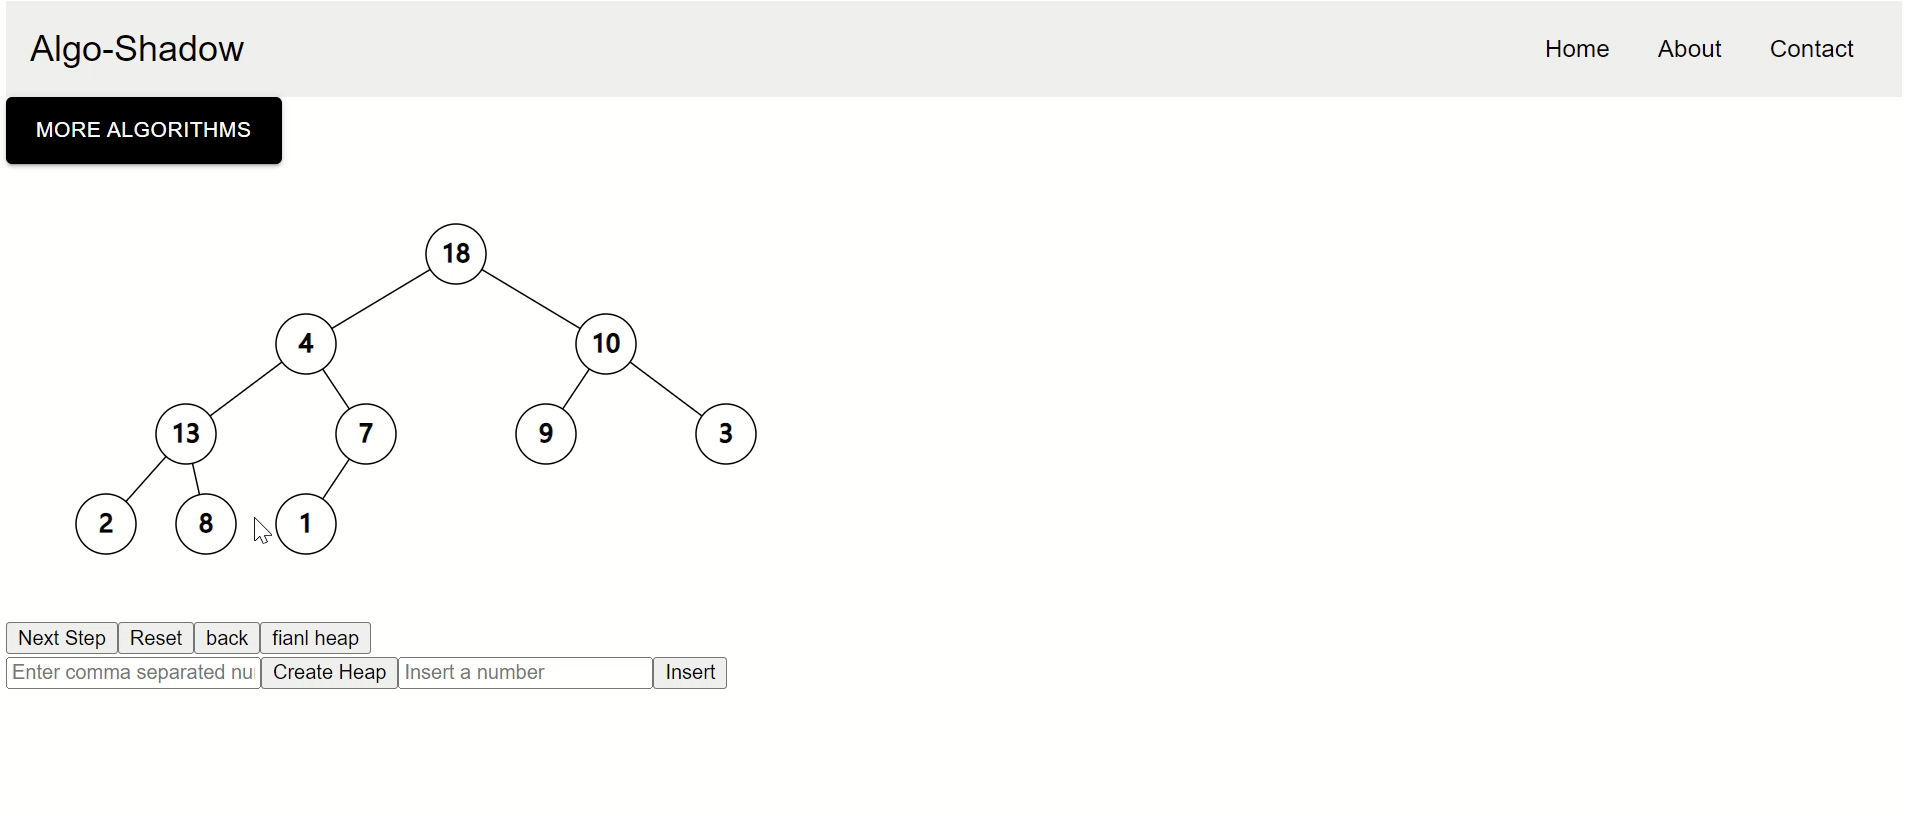 Algo-Shadow Home About Contact
MORE ALGORITHMS
18
4 10
13 7 9 3
2 8 1
Next Step Reset back fianl heap
Enter comma separated nu Create Heap Insert a number Insert